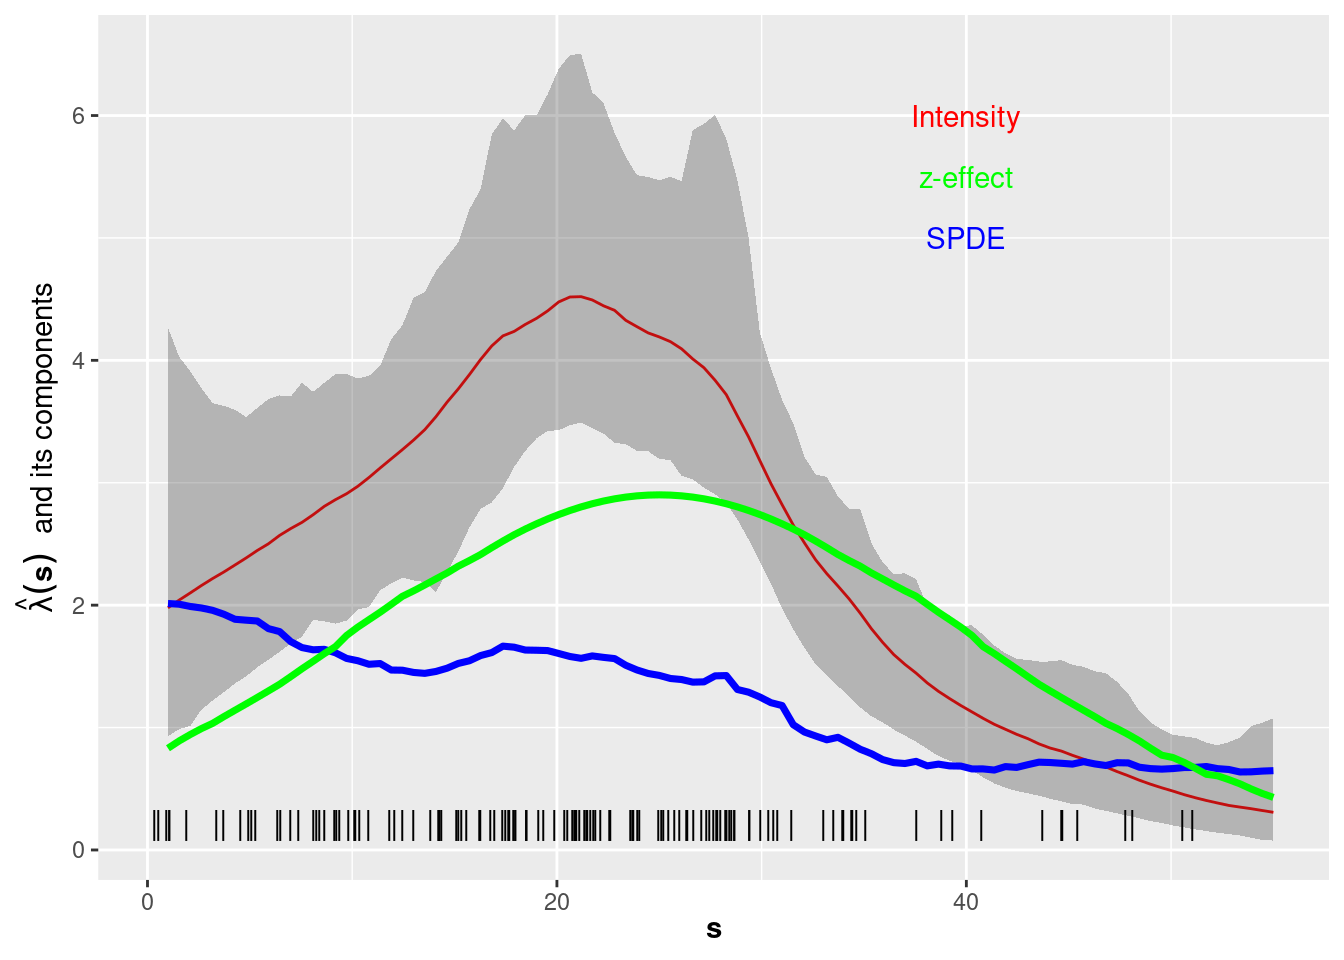 Intensity
z-effect
SPDE
6
4
2
0
0 20 40
s
λ̂(s) and its components